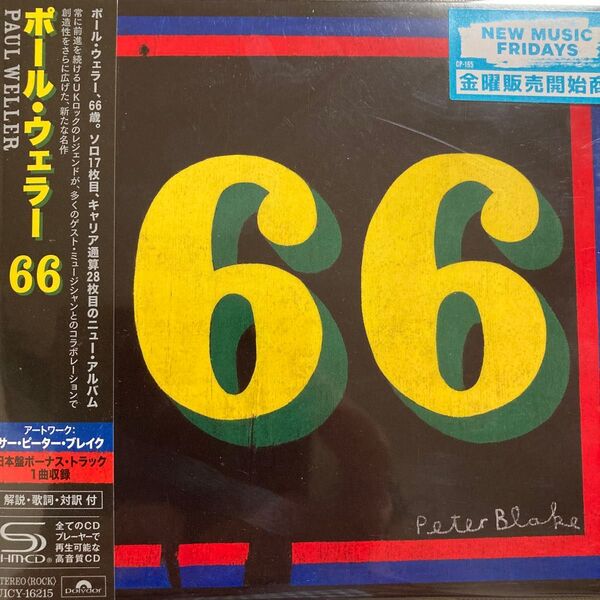 ポール・ウェラー
PAUL WELLER
66
ポール・ウェラー、66歳。ソロ17枚目、キャリア通算28枚目のニュー・アルバム
常に前進を続けるUKロックのレジェンドが、多くのゲスト・ミュージシャンとのコラボレーションで
創造性をさらに広げた、新たな名作
アートワーク:
サー・ピーター・ブレイク
日本盤ボーナス・トラック
1曲収録
解説・歌詞・対訳 付
SHM-CD
全てのCD
プレーヤーで
再生可能な
高音質CD
STEREO〈ROCK〉
UICY-16215
Polydor
NEW MUSIC
FRIDAYS
CP-155
金曜販売開始商
66
Peter Blake